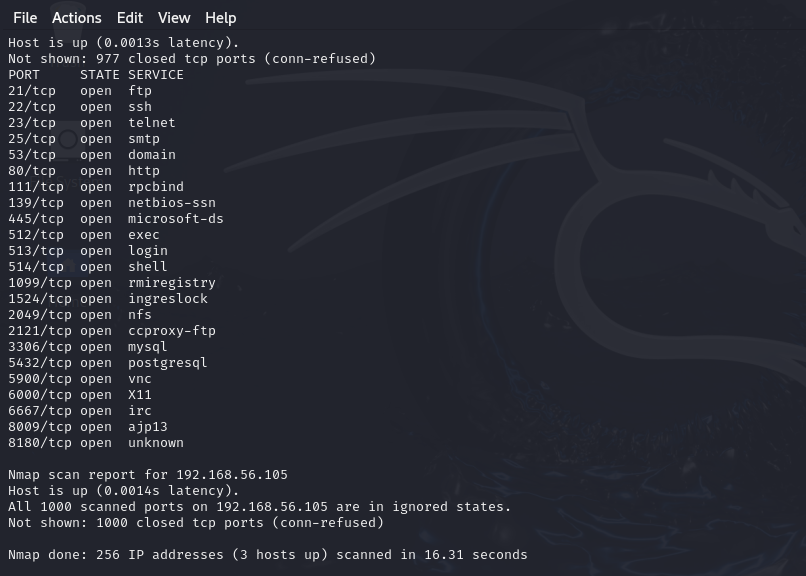 File Actions Edit View Help
Host is up (0.0013s latency).
Not shown: 977 closed tcp ports (conn-refused)
PORT     STATE SERVICE
21/tcp   open  ftp
22/tcp   open  ssh
23/tcp   open  telnet
25/tcp   open  smtp
53/tcp   open  domain
80/tcp   open  http
111/tcp  open  rpcbind
139/tcp  open  netbios-ssn
445/tcp  open  microsoft-ds
512/tcp  open  exec
513/tcp  open  login
514/tcp  open  shell
1099/tcp open  rmiregistry
1524/tcp open  ingreslock
2049/tcp open  nfs
2121/tcp open  ccproxy-ftp
3306/tcp open  mysql
5432/tcp open  postgresql
5900/tcp open  vnc
6000/tcp open  X11
6667/tcp open  irc
8009/tcp open  ajp13
8180/tcp open  unknown
Nmap scan report for 192.168.56.105
Host is up (0.0014s latency).
All 1000 scanned ports on 192.168.56.105 are in ignored states.
Not shown: 1000 closed tcp ports (conn-refused)
Nmap done: 256 IP addresses (3 hosts up) scanned in 16.31 seconds